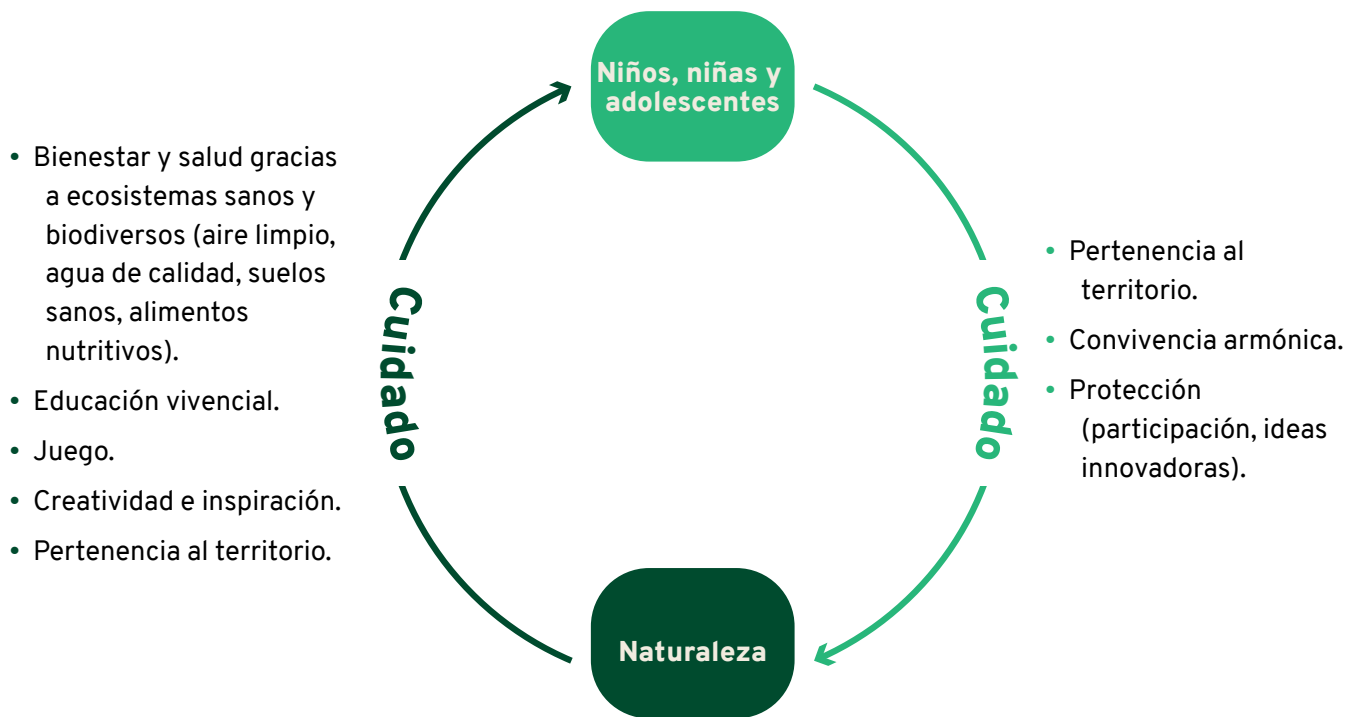 Niños, niñas y
adolescentes
• Bienestar y salud gracias
a ecosistemas sanos y
biodiversos (aire limpio,
agua de calidad, suelos
sanos, alimentos
nutritivos).
• Educación vivencial.
• Juego.
• Creatividad e inspiración.
• Pertenencia al territorio.
Cuidado
Cuidado
• Pertenencia al
territorio.
• Convivencia armónica.
• Protección
(participación, ideas
innovadoras).
Naturaleza